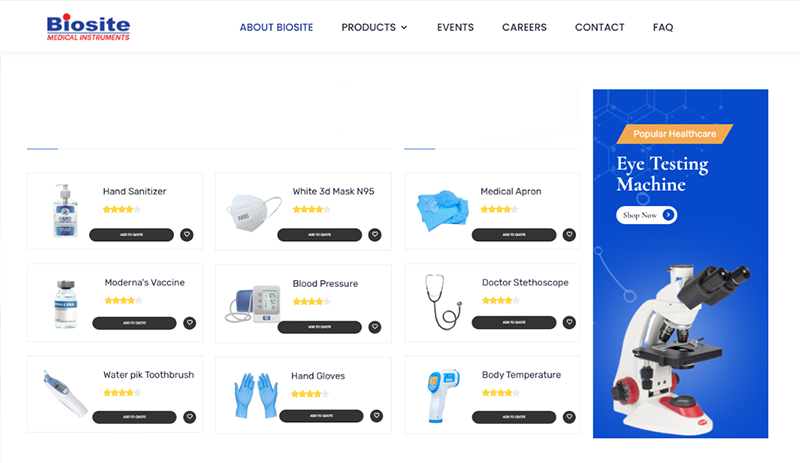 Biosite
MEDICAL INSTRUMENTS
ABOUT BIOSITE
PRODUCTS
EVENTS
CAREERS
CONTACT
FAQ
Popular Healthcare
Eye Testing
Machine
Shop Now
Hand Sanitizer
ADD TO QUOTE
White 3d Mask N95
N95
ADD TO QUOTE
Medical Apron
ADD TO QUOTE
Moderna's Vaccine
ADD TO QUOTE
Blood Pressure
ADD TO QUOTE
Doctor Stethoscope
ADD TO QUOTE
Water pik Toothbrush
ADD TO QUOTE
Hand Gloves
ADD TO QUOTE
Body Temperature
ADD TO QUOTE